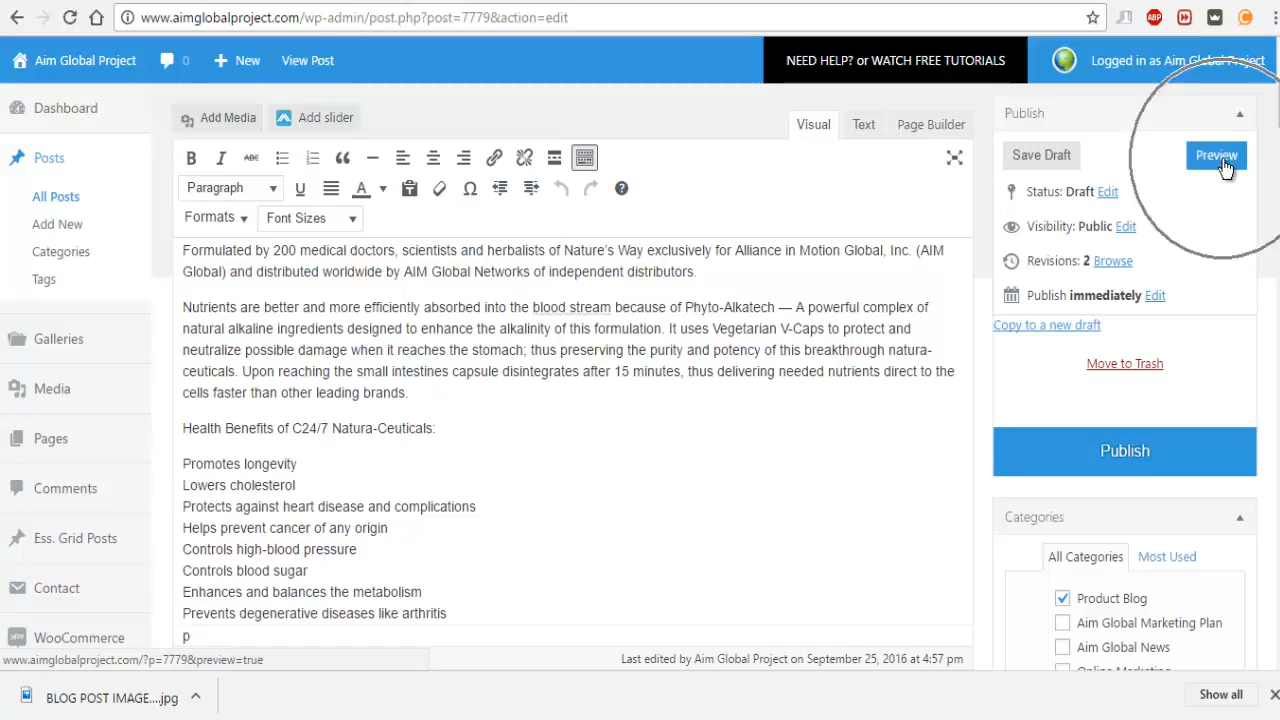 www.aimglobalproject.com/wp-admin/post.php?post=7779&action=edit
ABP
Aim Global Project
0
New
View Post
NEED HELP? or WATCH FREE TUTORIALS
Logged in as Aim Global Project
Dashboard
Posts
All Posts
Add New
Categories
Tags
Galleries
Media
Pages
Comments
Ess. Grid Posts
Contact
WooCommerce
Add Media
Add slider
Visual
Text
Page Builder
B I ABC
Paragraph
U
A
Formats
Font Sizes
Formulated by 200 medical doctors, scientists and herbalists of Nature's Way exclusively for Alliance in Motion Global, Inc. (AIM
Global) and distributed worldwide by AIM Global Networks of independent distributors.
Nutrients are better and more efficiently absorbed into the blood stream because of Phyto-Alkatech — A powerful complex of
natural alkaline ingredients designed to enhance the alkalinity of this formulation. It uses Vegetarian V-Caps to protect and
neutralize possible damage when it reaches the stomach; thus preserving the purity and potency of this breakthrough natura-
ceuticals. Upon reaching the small intestines capsule disintegrates after 15 minutes, thus delivering needed nutrients direct to the
cells faster than other leading brands.
Health Benefits of C24/7 Natura-Ceuticals:
Promotes longevity
Lowers cholesterol
Protects against heart disease and complications
Helps prevent cancer of any origin
Controls high-blood pressure
Controls blood sugar
Enhances and balances the metabolism
Prevents degenerative diseases like arthritis
p
Last edited by Aim Global Project on September 25, 2016 at 4:57 pm
Publish
Save Draft
Preview
Status: Draft Edit
Visibility: Public Edit
Revisions: 2 Browse
Publish immediately Edit
Copy to a new draft
Move to Trash
Publish
Categories
All Categories
Most Used
Product Blog
Aim Global Marketing Plan
Aim Global News
Online Marketing
www.aimglobalproject.com/?p=7779&preview=true
BLOG POST IMAGE....jpg
Show all